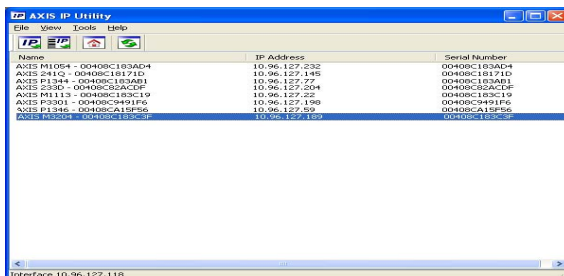 AXIS IP Utility
File View Tools Help
IP IP
Name IP Address Serial Number
AXIS M1054 - 00408C183AD4 10.96.127.232 00408C183AD4
AXIS 241Q - 00408C18171D 10.96.127.145 00408C18171D
AXIS P1344 - 00408C183AB1 10.96.127.77 00408C183AB1
AXIS 233D - 00408C82ACDF 10.96.127.204 00408C82ACDF
AXIS M1113 - 00408C183C19 10.96.127.22 00408C183C19
AXIS P3301 - 00408C9491F6 10.96.127.198 00408C9491F6
AXIS P1346 - 00408CA15F56 10.96.127.59 00408CA15F56
AXIS M3204 - 00408C183C3F 10.96.127.189 00408C183C3F
Interface 10.96.127.118